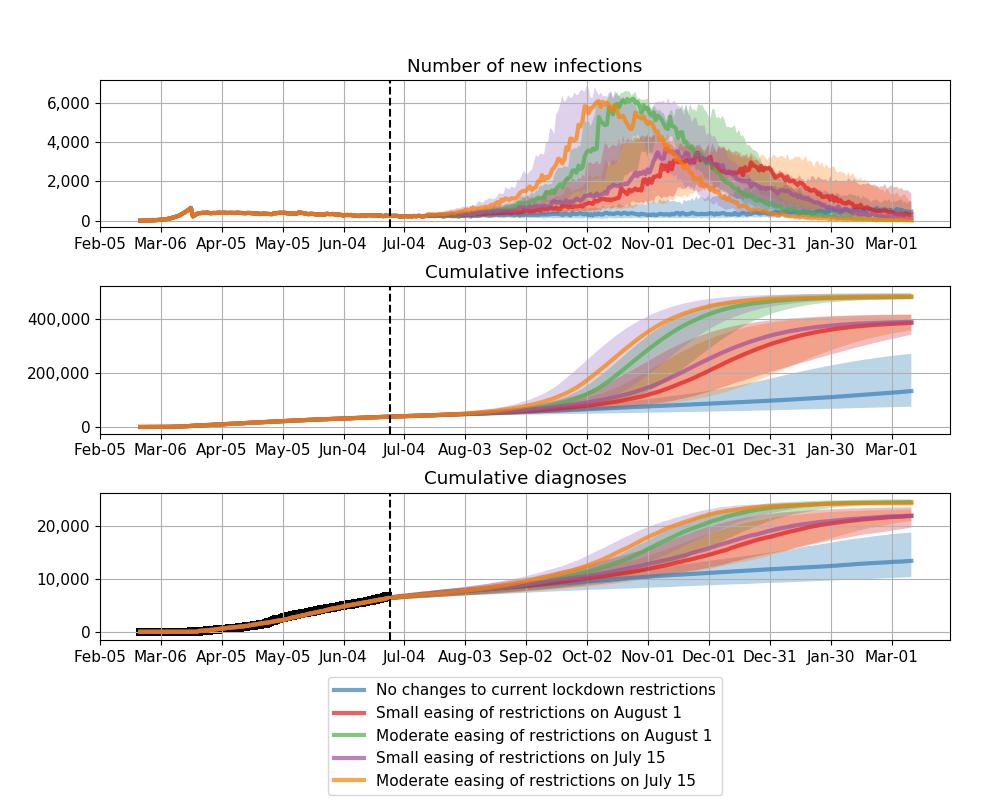 Number of new infections
6,000
4,000
2,000
0
Feb-05 Mar-06 Apr-05 May-05 Jun-04 Jul-04 Aug-03 Sep-02 Oct-02 Nov-01 Dec-01 Dec-31 Jan-30 Mar-01
Cumulative infections
400,000
200,000
0
Feb-05 Mar-06 Apr-05 May-05 Jun-04 Jul-04 Aug-03 Sep-02 Oct-02 Nov-01 Dec-01 Dec-31 Jan-30 Mar-01
Cumulative diagnoses
20,000
10,000
0
Feb-05 Mar-06 Apr-05 May-05 Jun-04 Jul-04 Aug-03 Sep-02 Oct-02 Nov-01 Dec-01 Dec-31 Jan-30 Mar-01
No changes to current lockdown restrictions
Small easing of restrictions on August 1
Moderate easing of restrictions on August 1
Small easing of restrictions on July 15
Moderate easing of restrictions on July 15